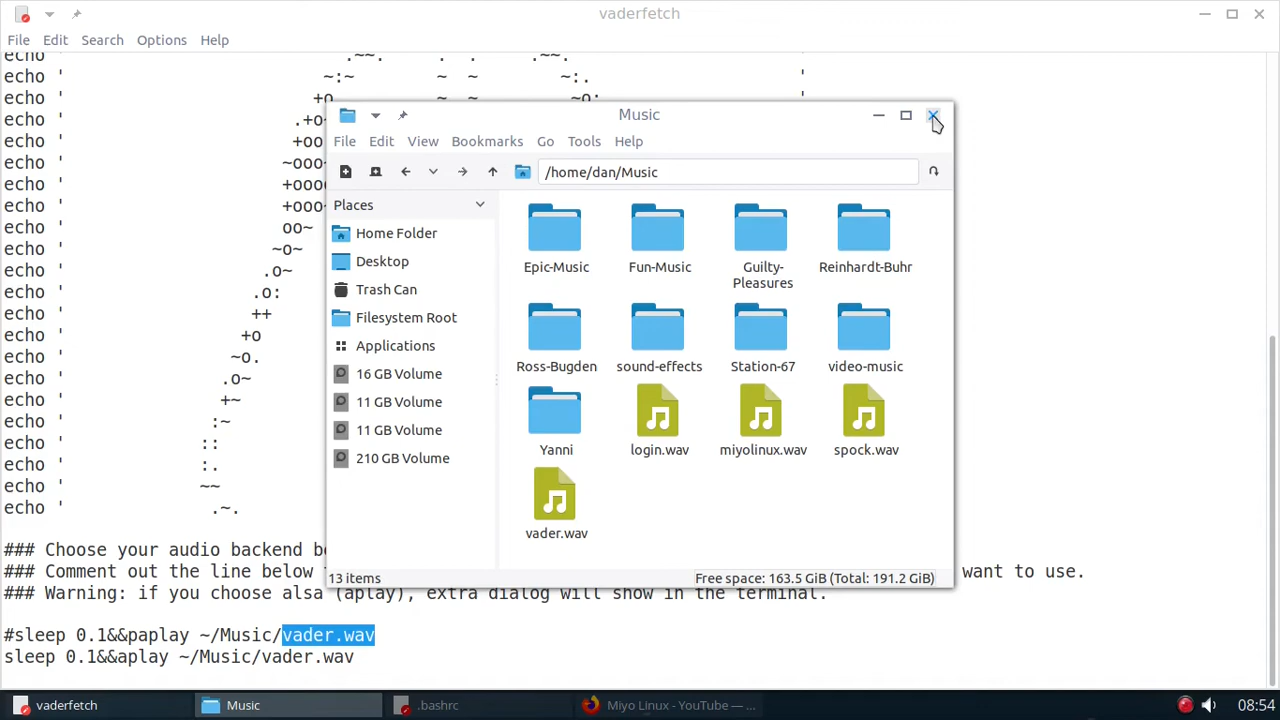 vaderfetch
File Edit Search Options Help
echo ' .~~. . . .~~.
echo ' ~:~ ~ ~ ~:. '
echo ' +o ~ ~ ~o: '
echo ' .+o
echo ' +oo
echo ' ~ooo
echo ' +ooo
echo ' +ooo
echo ' oo~
echo ' ~o~
echo ' .o~
echo ' .o:
echo ' ++
echo ' +o
echo ' ~o.
echo ' .o~
echo ' +~
echo ' :~
echo ' ::
echo ' :.
echo ' ~~
echo ' .~.
### Choose your audio backend be
### Comment out the line below want to use.
### Warning: if you choose alsa (aplay), extra dialog will show in the terminal.
#sleep 0.1&&paplay ~/Music/vader.wav
sleep 0.1&&aplay ~/Music/vader.wav
Music
File Edit View Bookmarks Go Tools Help
/home/dan/Music
Places
Home Folder
Desktop
Trash Can
Filesystem Root
Applications
16 GB Volume
11 GB Volume
11 GB Volume
210 GB Volume
Epic-Music Fun-Music Guilty-Pleasures Reinhardt-Buhr
Ross-Bugden sound-effects Station-67 video-music
Yanni login.wav miyolinux.wav spock.wav
vader.wav
13 items Free space: 163.5 GiB (Total: 191.2 GiB)
vaderfetch Music .bashrc Miyo Linux - YouTube — ... 08:54